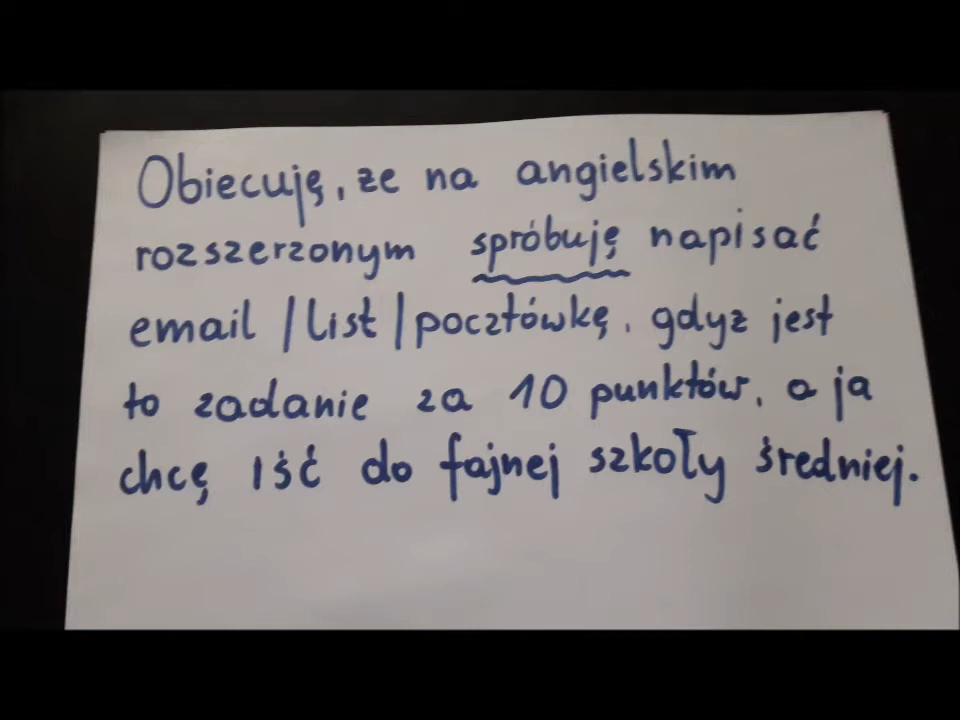 Obiecuję, że na angielskim
rozszerzonym spróbuję napisać
email / list / pocztówkę, gdyż jest
to zadanie za 10 punktów, a ja
chcę iść do fajnej szkoły średniej.